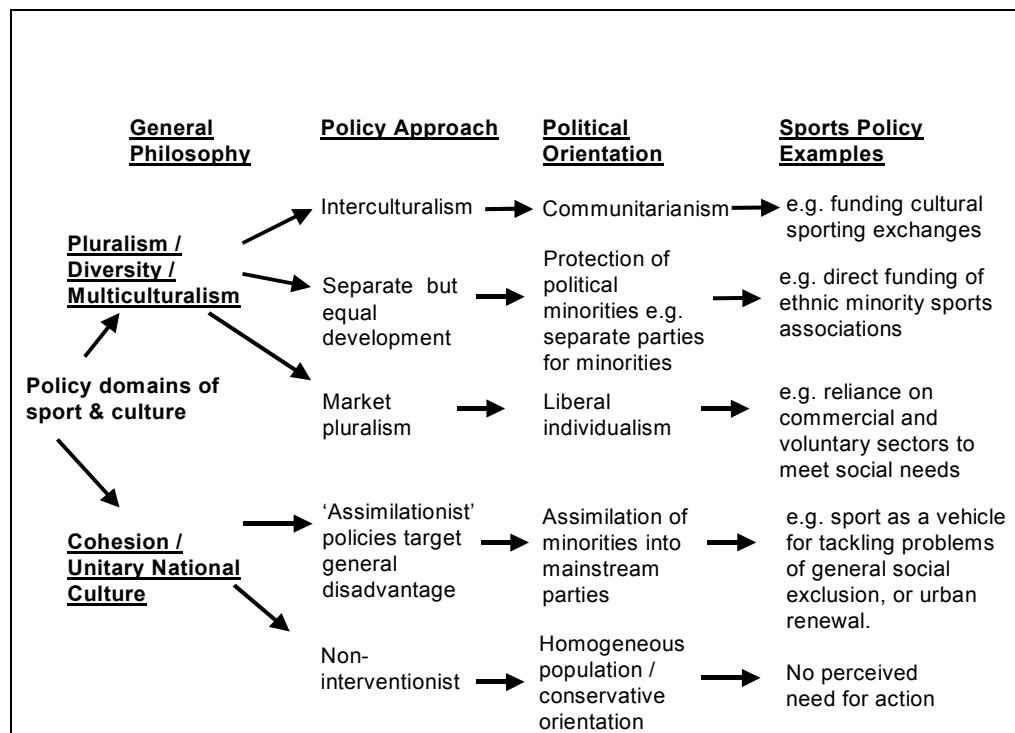 General
Philosophy
Policy Approach
Political
Orientation
Sports Policy
Examples
Pluralism /
Diversity /
Multiculturalism
Interculturalism
Communitarianism
e.g. funding cultural
sporting exchanges
Separate but
equal
development
Protection of
political
minorities e.g.
separate parties
for minorities
e.g. direct funding of
ethnic minority sports
associations
Policy domains of
sport & culture
Market
pluralism
Liberal
individualism
e.g. reliance on
commercial and
voluntary sectors to
meet social needs
Cohesion /
Unitary National
Culture
‘Assimilationist’
policies target
general
disadvantage
Assimilation of
minorities into
mainstream
parties
e.g. sport as a vehicle
for tackling problems
of general social
exclusion, or urban
renewal.
Non-
interventionist
Homogeneous
population /
conservative
orientation
No perceived
need for action